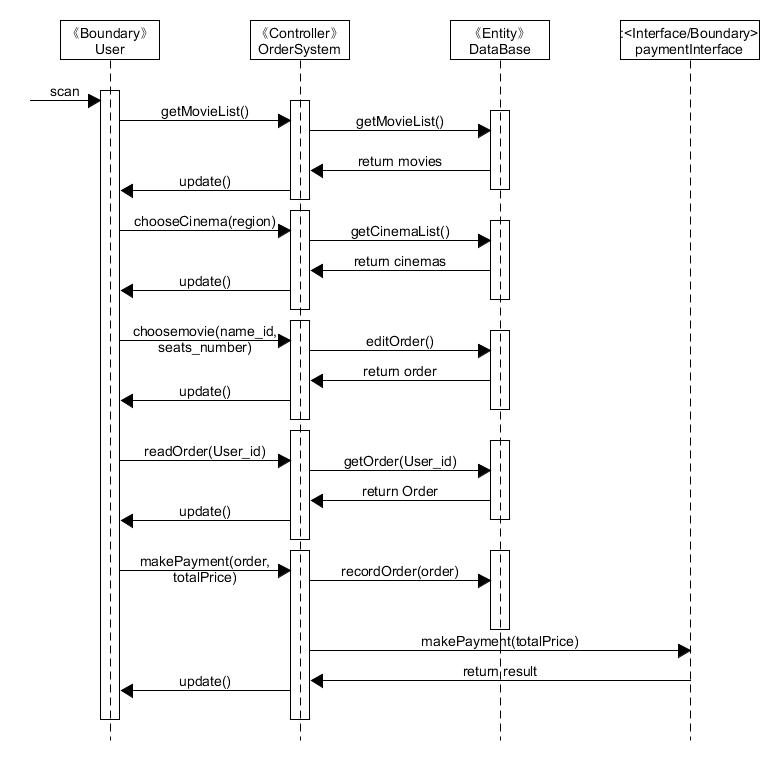 《Boundary》
User
《Controller》
OrderSystem
《Entity》
DataBase
:<Interface/Boundary>
paymentInterface
scan
getMovieList()
getMovieList()
return movies
update()
chooseCinema(region)
getCinemaList()
return cinemas
update()
choosemovie(name_id,
seats_number)
editOrder()
return order
update()
readOrder(User_id)
getOrder(User_id)
return Order
update()
makePayment(order,
totalPrice)
recordOrder(order)
makePayment(totalPrice)
return result
update()